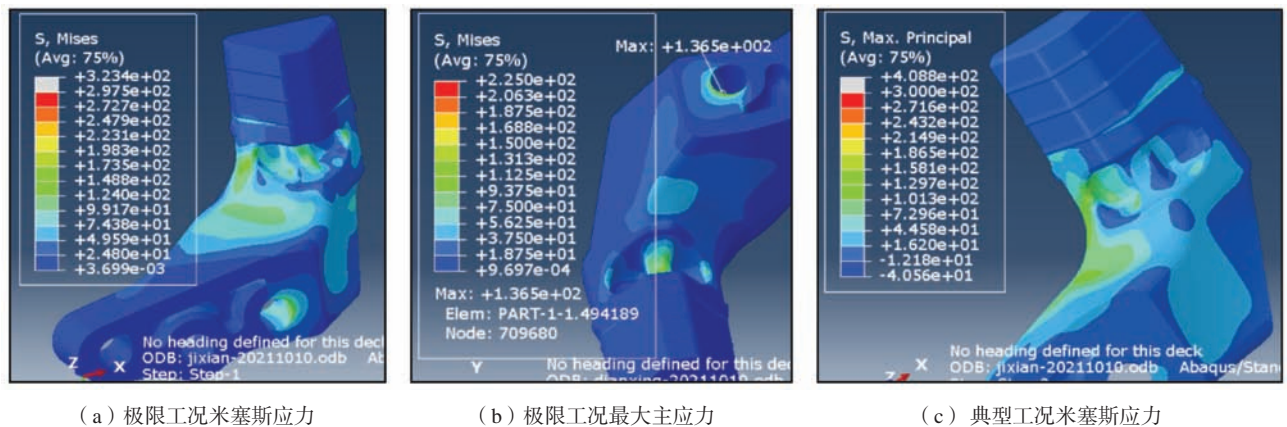 S, Mises
(Avg: 75%)
+3.234e+02
+2.975e+02
+2.727e+02
+2.479e+02
+2.231e+02
+1.983e+02
+1.735e+02
+1.488e+02
+1.240e+02
+9.917e+01
+7.438e+01
+4.959e+01
+2.480e+01
+3.699e-03
No heading defined for this deck
ODB: jixian-20211010.odb
Step: Step-1
Z
X
S, Mises
(Avg: 75%)
+2.250e+02
+2.063e+02
+1.875e+02
+1.688e+02
+1.500e+02
+1.313e+02
+1.125e+02
+9.375e+01
+7.500e+01
+5.625e+01
+3.750e+01
+1.875e+01
+9.697e-04
Max: +1.365e+02
Elem: PART-1-1.494189
Node: 709680
Max: +1.365e+002
Y
No heading defined for this dec
S, Max. Principal
(Avg: 75%)
+4.088e+02
+3.000e+02
+2.716e+02
+2.432e+02
+2.149e+02
+1.865e+02
+1.581e+02
+1.297e+02
+1.013e+02
+7.296e+01
+4.458e+01
+1.620e+01
-1.218e+01
-4.056e+01
X
No heading defined for this deck
ODB: jixian-20211010.odb Abaqus/Stan
(a)极限工况米塞斯应力
(b)极限工况最大主应力
(c) 典型工况米塞斯应力